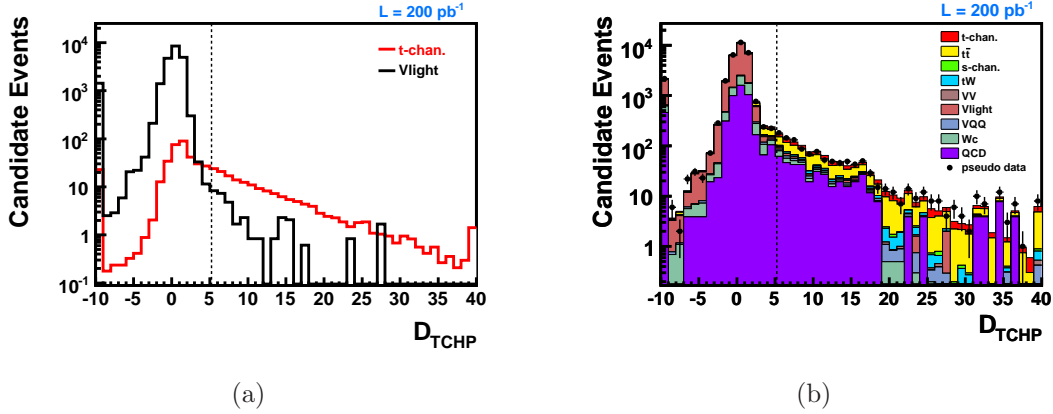 L = 200 pb⁻¹
Candidate Events
10⁴
10³
10²
10
1
10⁻¹
t-chan.
Vlight
-10 -5 0 5 10 15 20 25 30 35 40
D_TCHP
(a)
L = 200 pb⁻¹
Candidate Events
10⁴
10³
10²
10
1
t-chan.
tt̄
s-chan.
tW
VV
Vlight
VQQ
Wc
QCD
pseudo data
-10 -5 0 5 10 15 20 25 30 35 40
D_TCHP
(b)